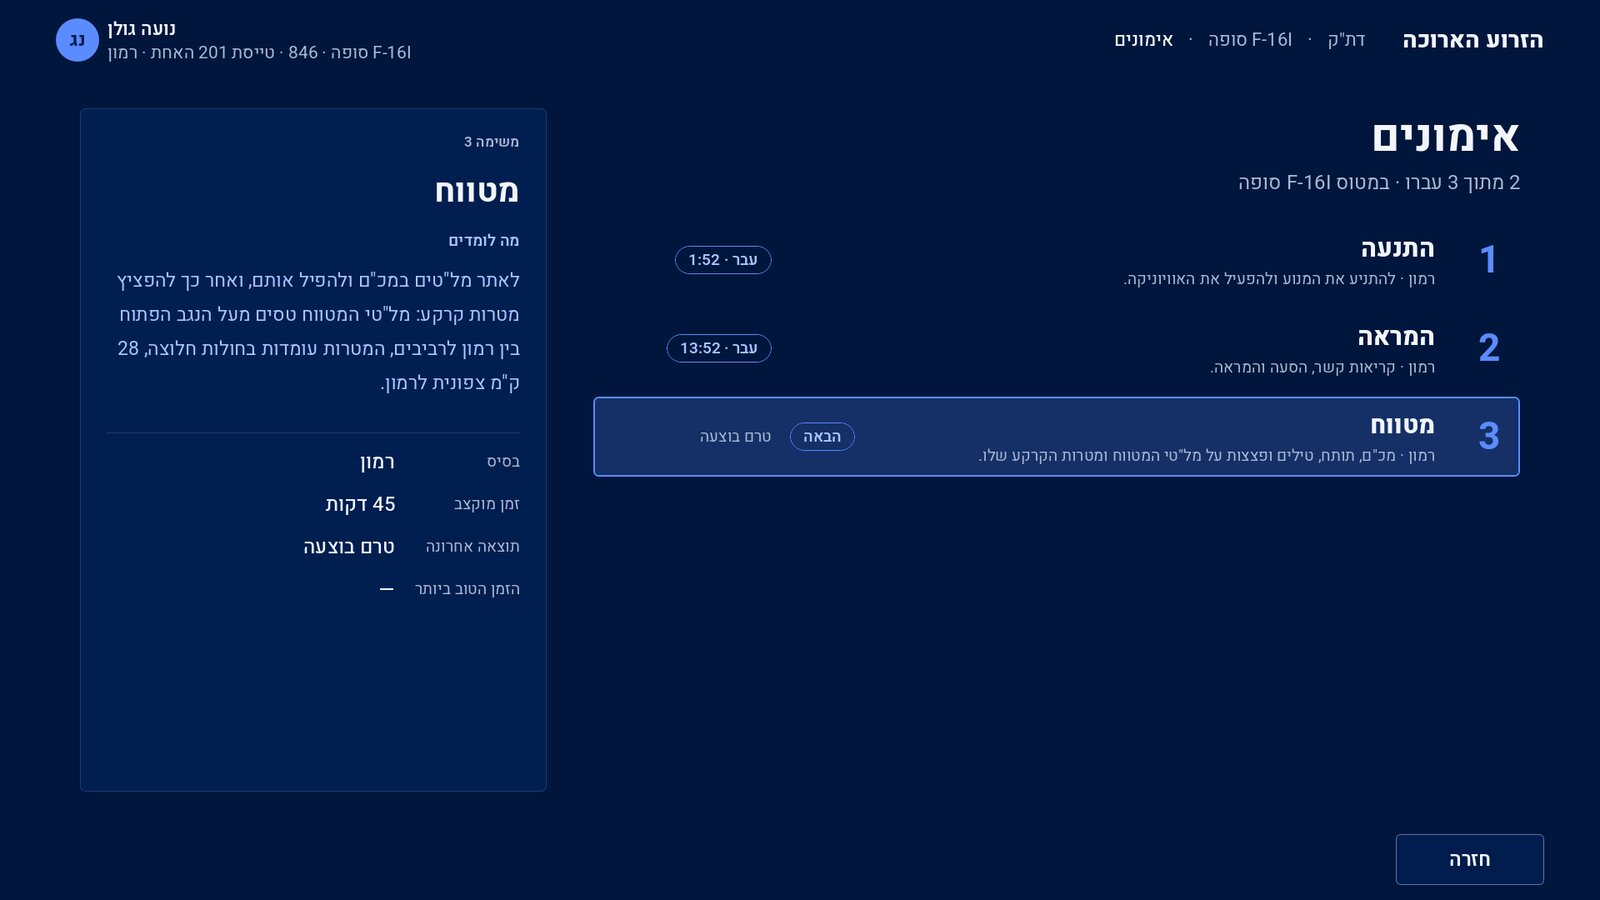 הזרוע הארוכה
דת"ק · F-16I סופה · אימונים
נועה גולן
F-16I סופה · 846 · טייסת 201 האחת · רמון
נג
אימונים
2 מתוך 3 עברו · במטוס F-16I סופה
1
התנעה
רמון · להתניע את המנוע ולהפעיל את האוויוניקה.
עבר · 1:52
2
המראה
רמון · קריאות קשר, הסעה והמראה.
עבר · 13:52
3
מטווח
רמון · מכ"ם, תותח, טילים ופצצות על מל"טי המטווח ומטרות הקרקע שלו.
הבאה
טרם בוצעה
משימה 3
מטווח
מה לומדים
לאתר מל"טים במכ"ם ולהפיל אותם, ואחר כך להפציץ
מטרות קרקע: מל"טי המטווח טסים מעל הנגב הפתוח
בין רמון לרביבים, המטרות עומדות בחולות חלוצה, 28
ק"מ צפונית לרמון.
בסיס רמון
זמן מוקצב 45 דקות
תוצאה אחרונה טרם בוצעה
הזמן הטוב ביותר —
חזרה